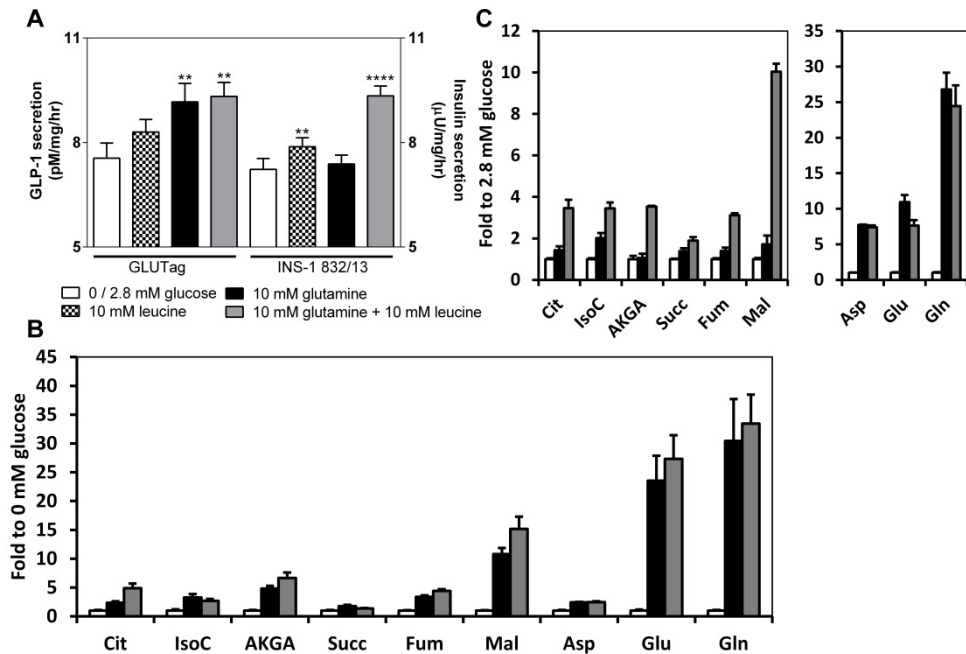 A
11
8
5
GLP-1 secretion
(pM/mg/hr)
**
**
**
****
11
8
5
Insulin secretion
(μU/mg/hr)
GLUTag
INS-1 832/13
0 / 2.8 mM glucose
10 mM glutamine
10 mM leucine
10 mM glutamine + 10 mM leucine
C
Fold to 2.8 mM glucose
12
10
8
6
4
2
0
Cit
IsoC
AKGA
Succ
Fum
Mal
35
30
25
20
15
10
5
0
Asp
Glu
Gln
B
Fold to 0 mM glucose
45
40
35
30
25
20
15
10
5
0
Cit
IsoC
AKGA
Succ
Fum
Mal
Asp
Glu
Gln